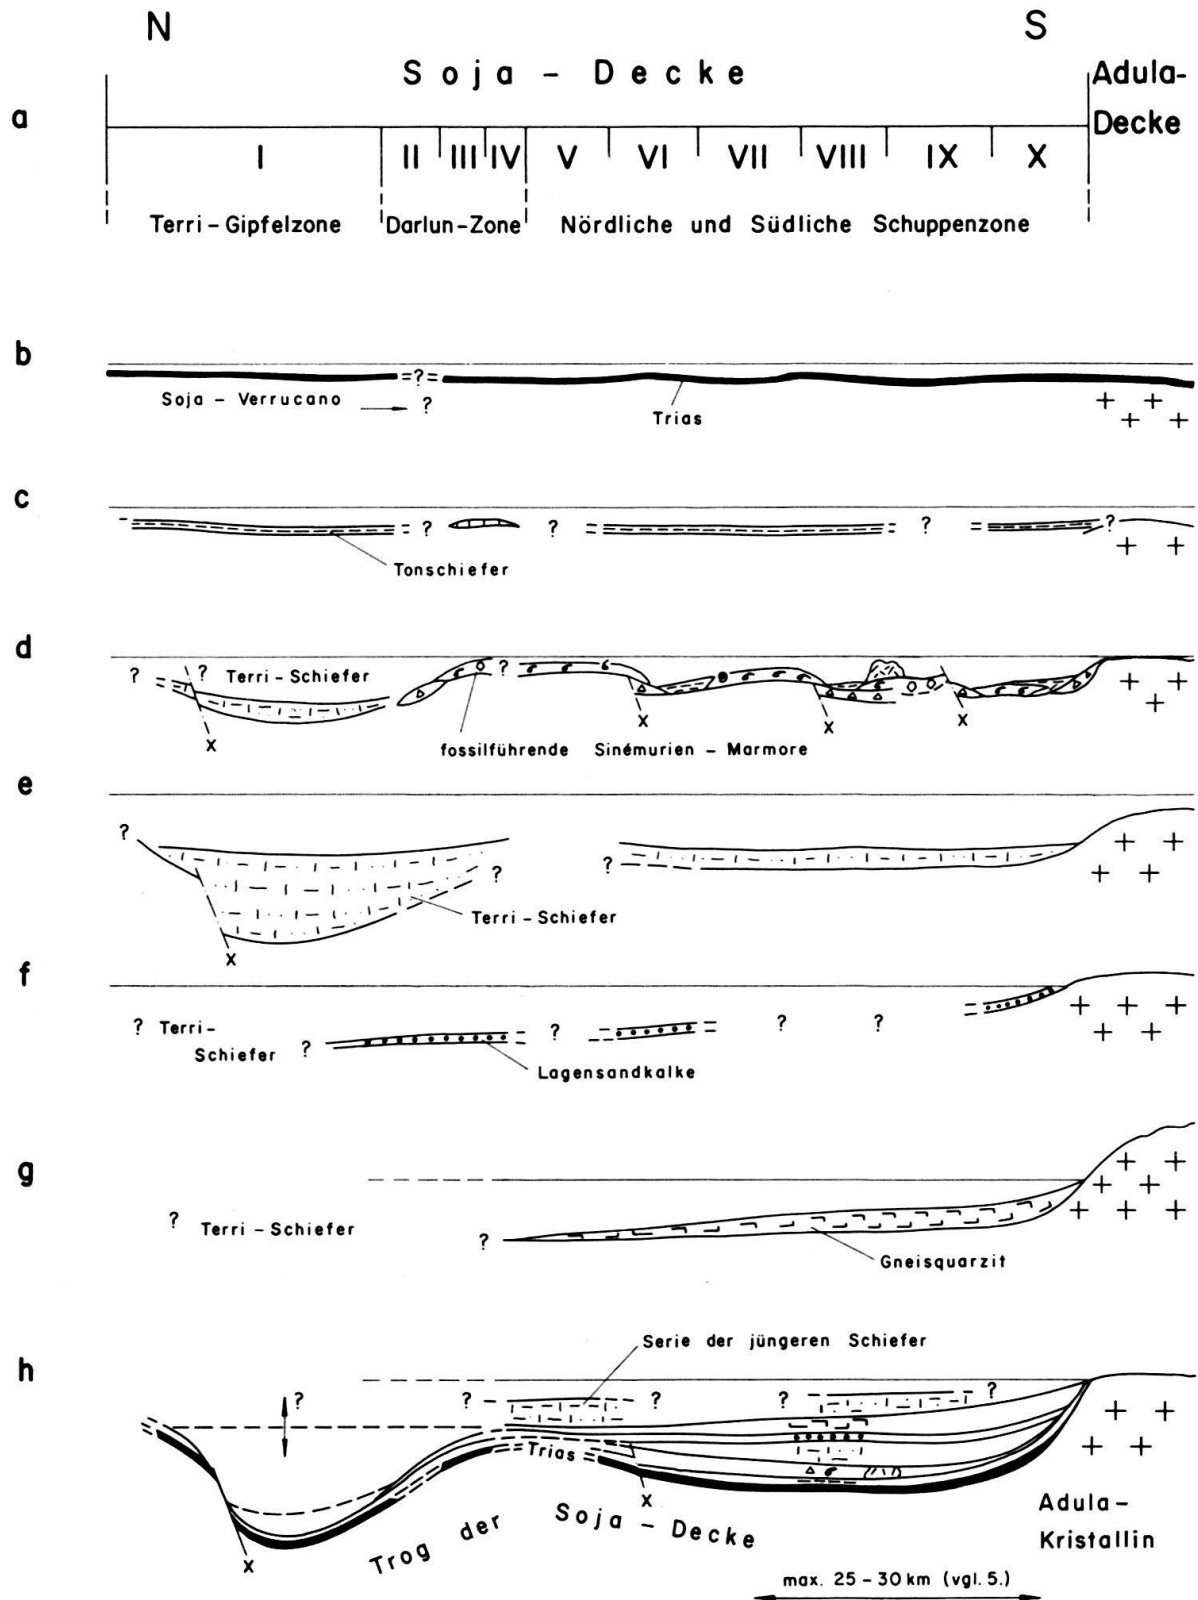 N S
Soja - Decke Adula-
a Decke
I II III IV V VI VII VIII IX X
Terri-Gipfelzone Darlun-Zone Nördliche und Südliche Schuppenzone
b
=?=
Soja - Verrucano ?
Trias
c
? ? ? ?
Tonschiefer
d
? ? Terri-Schiefer ?
x x x x
fossilführende Sinémurien - Marmore
e
? ? ?
Terri-Schiefer
x
f
? Terri- ? ? ? ?
Schiefer
Lagensandkalke
g
? Terri-Schiefer ?
Gneisquarzit
Serie der jüngeren Schiefer
h
? ? ? ? ?
Trias
x x
Trog der Soja - Decke
Adula-
Kristallin
max. 25 - 30 km (vgl. 5.)